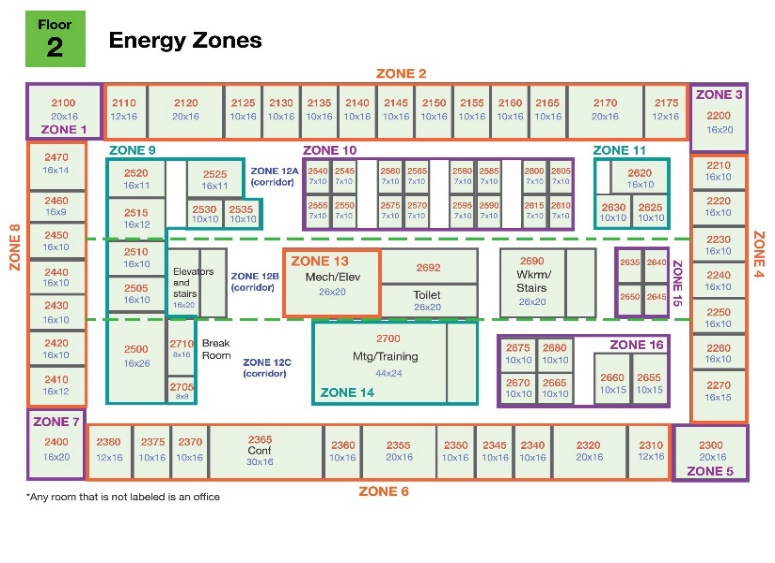 Floor
2
Energy Zones
ZONE 2
2100
20x16
ZONE 1
2110
12x16
2120
20x16
2125
10x16
2130
10x16
2135
10x16
2140
10x16
2145
10x16
2150
10x16
2155
10x16
2160
10x16
2165
10x16
2170
20x16
2175
12x16
ZONE 3
2200
16x20
ZONE 8
2470
16x14
2460
16x9
2450
16x10
2440
16x10
2430
16x10
2420
16x10
2410
16x12
ZONE 9
2520
16x11
2525
16x11
2515
16x12
2530
10x10
2535
10x10
2510
16x10
2505
16x10
2500
16x26
Elevators
and
stairs
16x20
2710
8x16
2705
8x8
Break
Room
ZONE 12A
(corridor)
ZONE 12B
(corridor)
ZONE 12C
(corridor)
ZONE 10
2540
7x10
2545
7x10
2560
7x10
2565
7x10
2580
7x10
2585
7x10
2600
7x10
2605
7x10
2555
7x10
2550
7x10
2575
7x10
2570
7x10
2595
7x10
2590
7x10
2615
7x10
2610
7x10
ZONE 11
2620
16x10
2630
10x10
2625
10x10
ZONE 13
Mech/Elev
26x20
2692
Toilet
26x20
2690
Wkrm/
Stairs
26x20
2635
2640
2650
2645
ZONE 15
2700
Mtg/Training
44x24
ZONE 14
ZONE 16
2675
10x10
2680
10x10
2670
10x10
2665
10x10
2660
10x15
2655
10x15
2210
16x10
2220
16x10
2230
16x10
2240
16x10
2250
16x10
2260
16x10
2270
16x15
ZONE 4
ZONE 7
2400
16x20
2380
12x16
2375
10x16
2370
10x16
2365
Conf
30x16
2360
10x16
2355
20x16
2350
10x16
2345
10x16
2340
10x16
2320
20x16
2310
12x16
2300
20x16
ZONE 5
ZONE 6
*Any room that is not labeled is an office